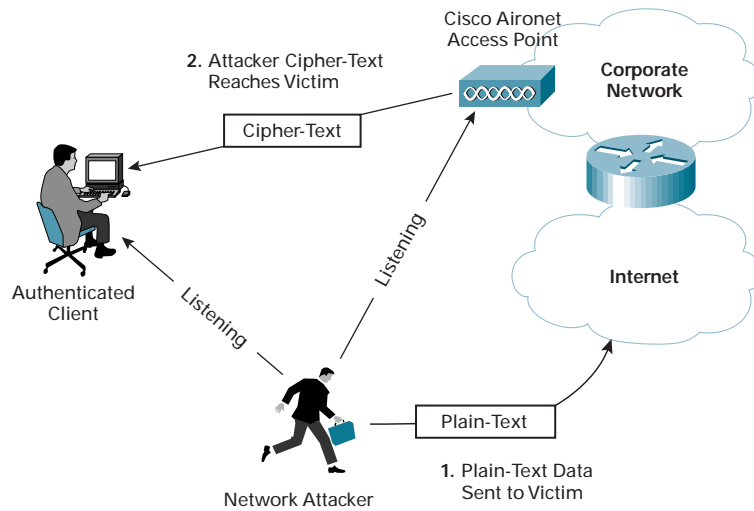 Cisco Aironet
Access Point
2. Attacker Cipher-Text
Reaches Victim
Corporate
Network
Cipher-Text
Listening
Internet
Authenticated
Client
Listening
Plain-Text
1. Plain-Text Data
Sent to Victim
Network Attacker